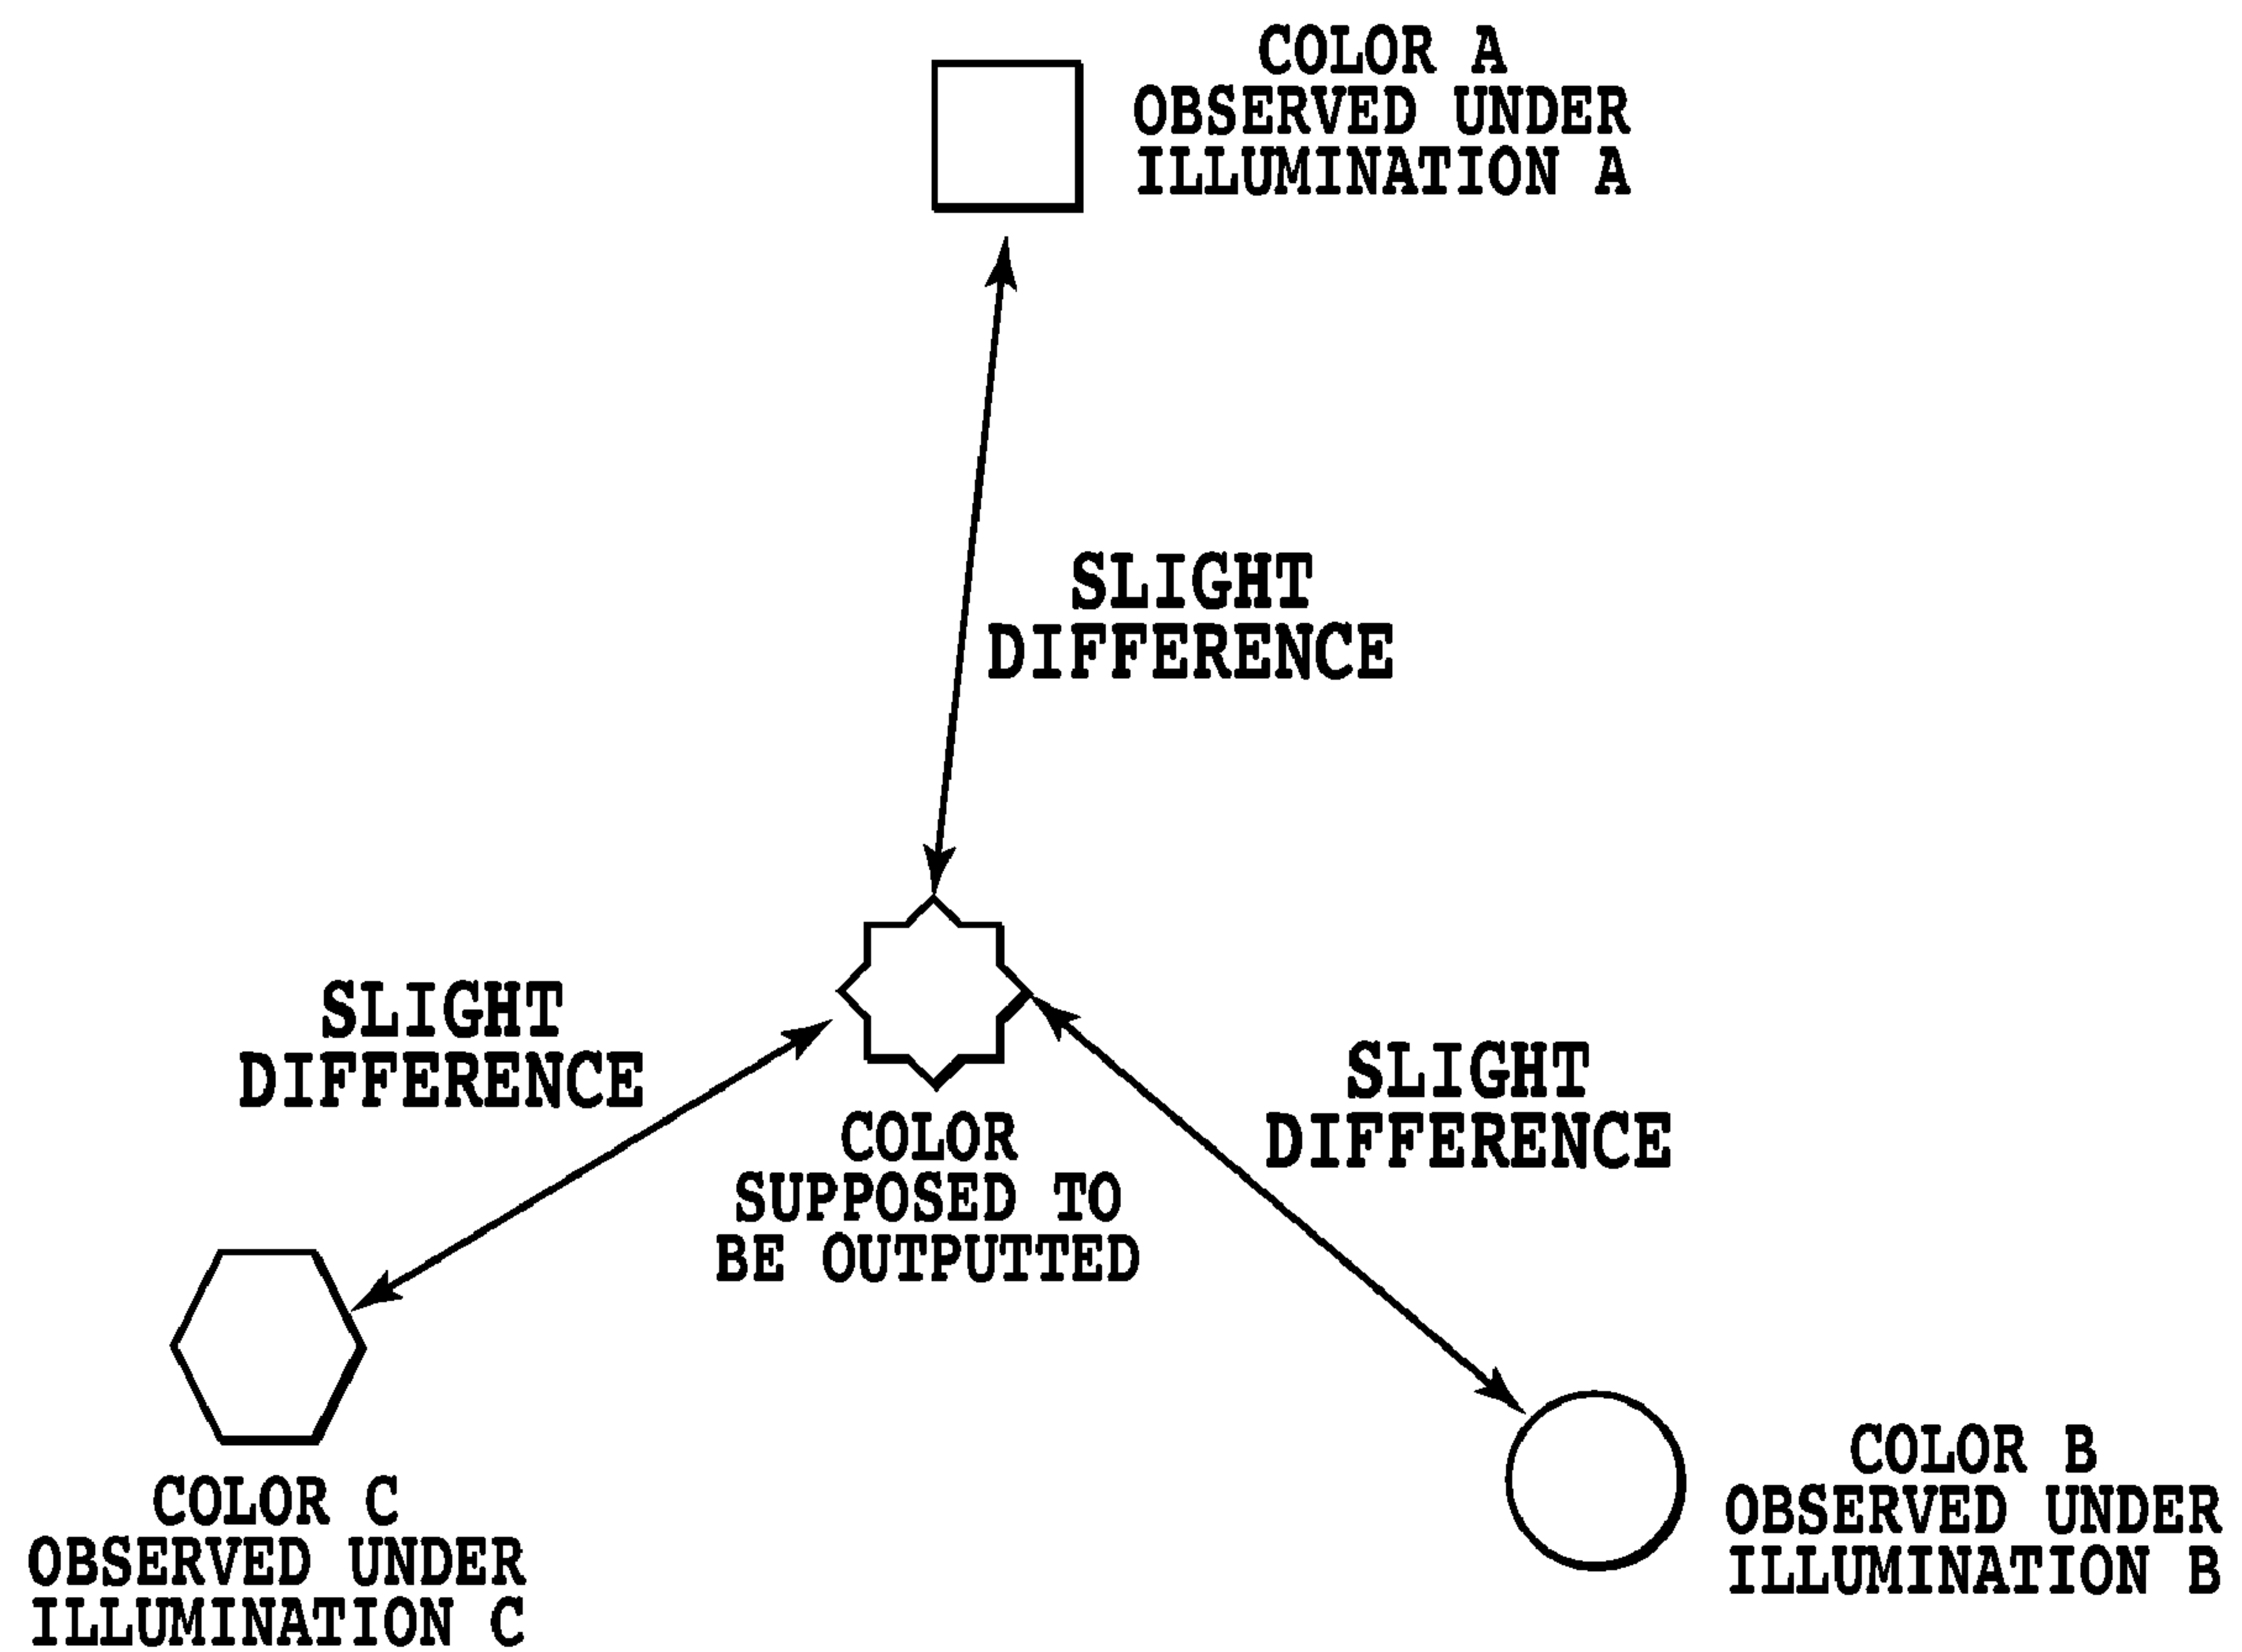 COLOR A
OBSERVED UNDER
ILLUMINATION A
SLIGHT
DIFFERENCE
SLIGHT
DIFFERENCE
SLIGHT
DIFFERENCE
COLOR
SUPPOSED TO
BE OUTPUTTED
COLOR C
OBSERVED UNDER
ILLUMINATION C
COLOR B
OBSERVED UNDER
ILLUMINATION B